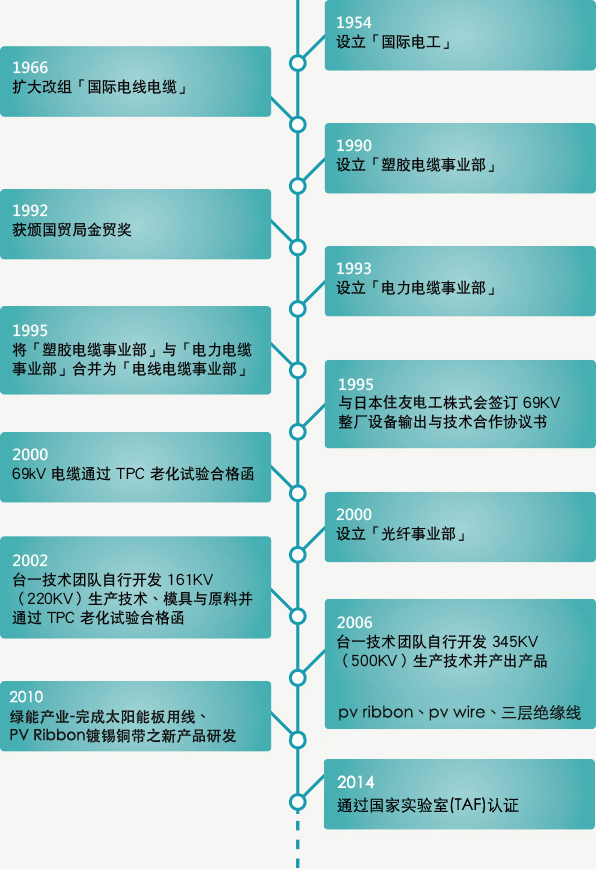 1954
设立「国际电工」
1966
扩大改组「国际电线电缆」
1990
设立「塑胶电缆事业部」
1992
获颁国贸局金贸奖
1993
设立「电力电缆事业部」
1995
将「塑胶电缆事业部」与「电力电缆
事业部」合并为「电线电缆事业部」
1995
与日本住友电工株式会签订 69KV
整厂设备输出与技术合作协议书
2000
69kV 电缆通过 TPC 老化试验合格函
2000
设立「光纤事业部」
2002
台一技术团队自行开发 161KV
（220KV）生产技术、模具与原料并
通过 TPC 老化试验合格函
2006
台一技术团队自行开发 345KV
（500KV）生产技术并产出产品
pv ribbon、pv wire、三层绝缘线
2010
绿能产业-完成太阳能板用线、
PV Ribbon镀锡铜带之新产品研发
2014
通过国家实验室(TAF)认证